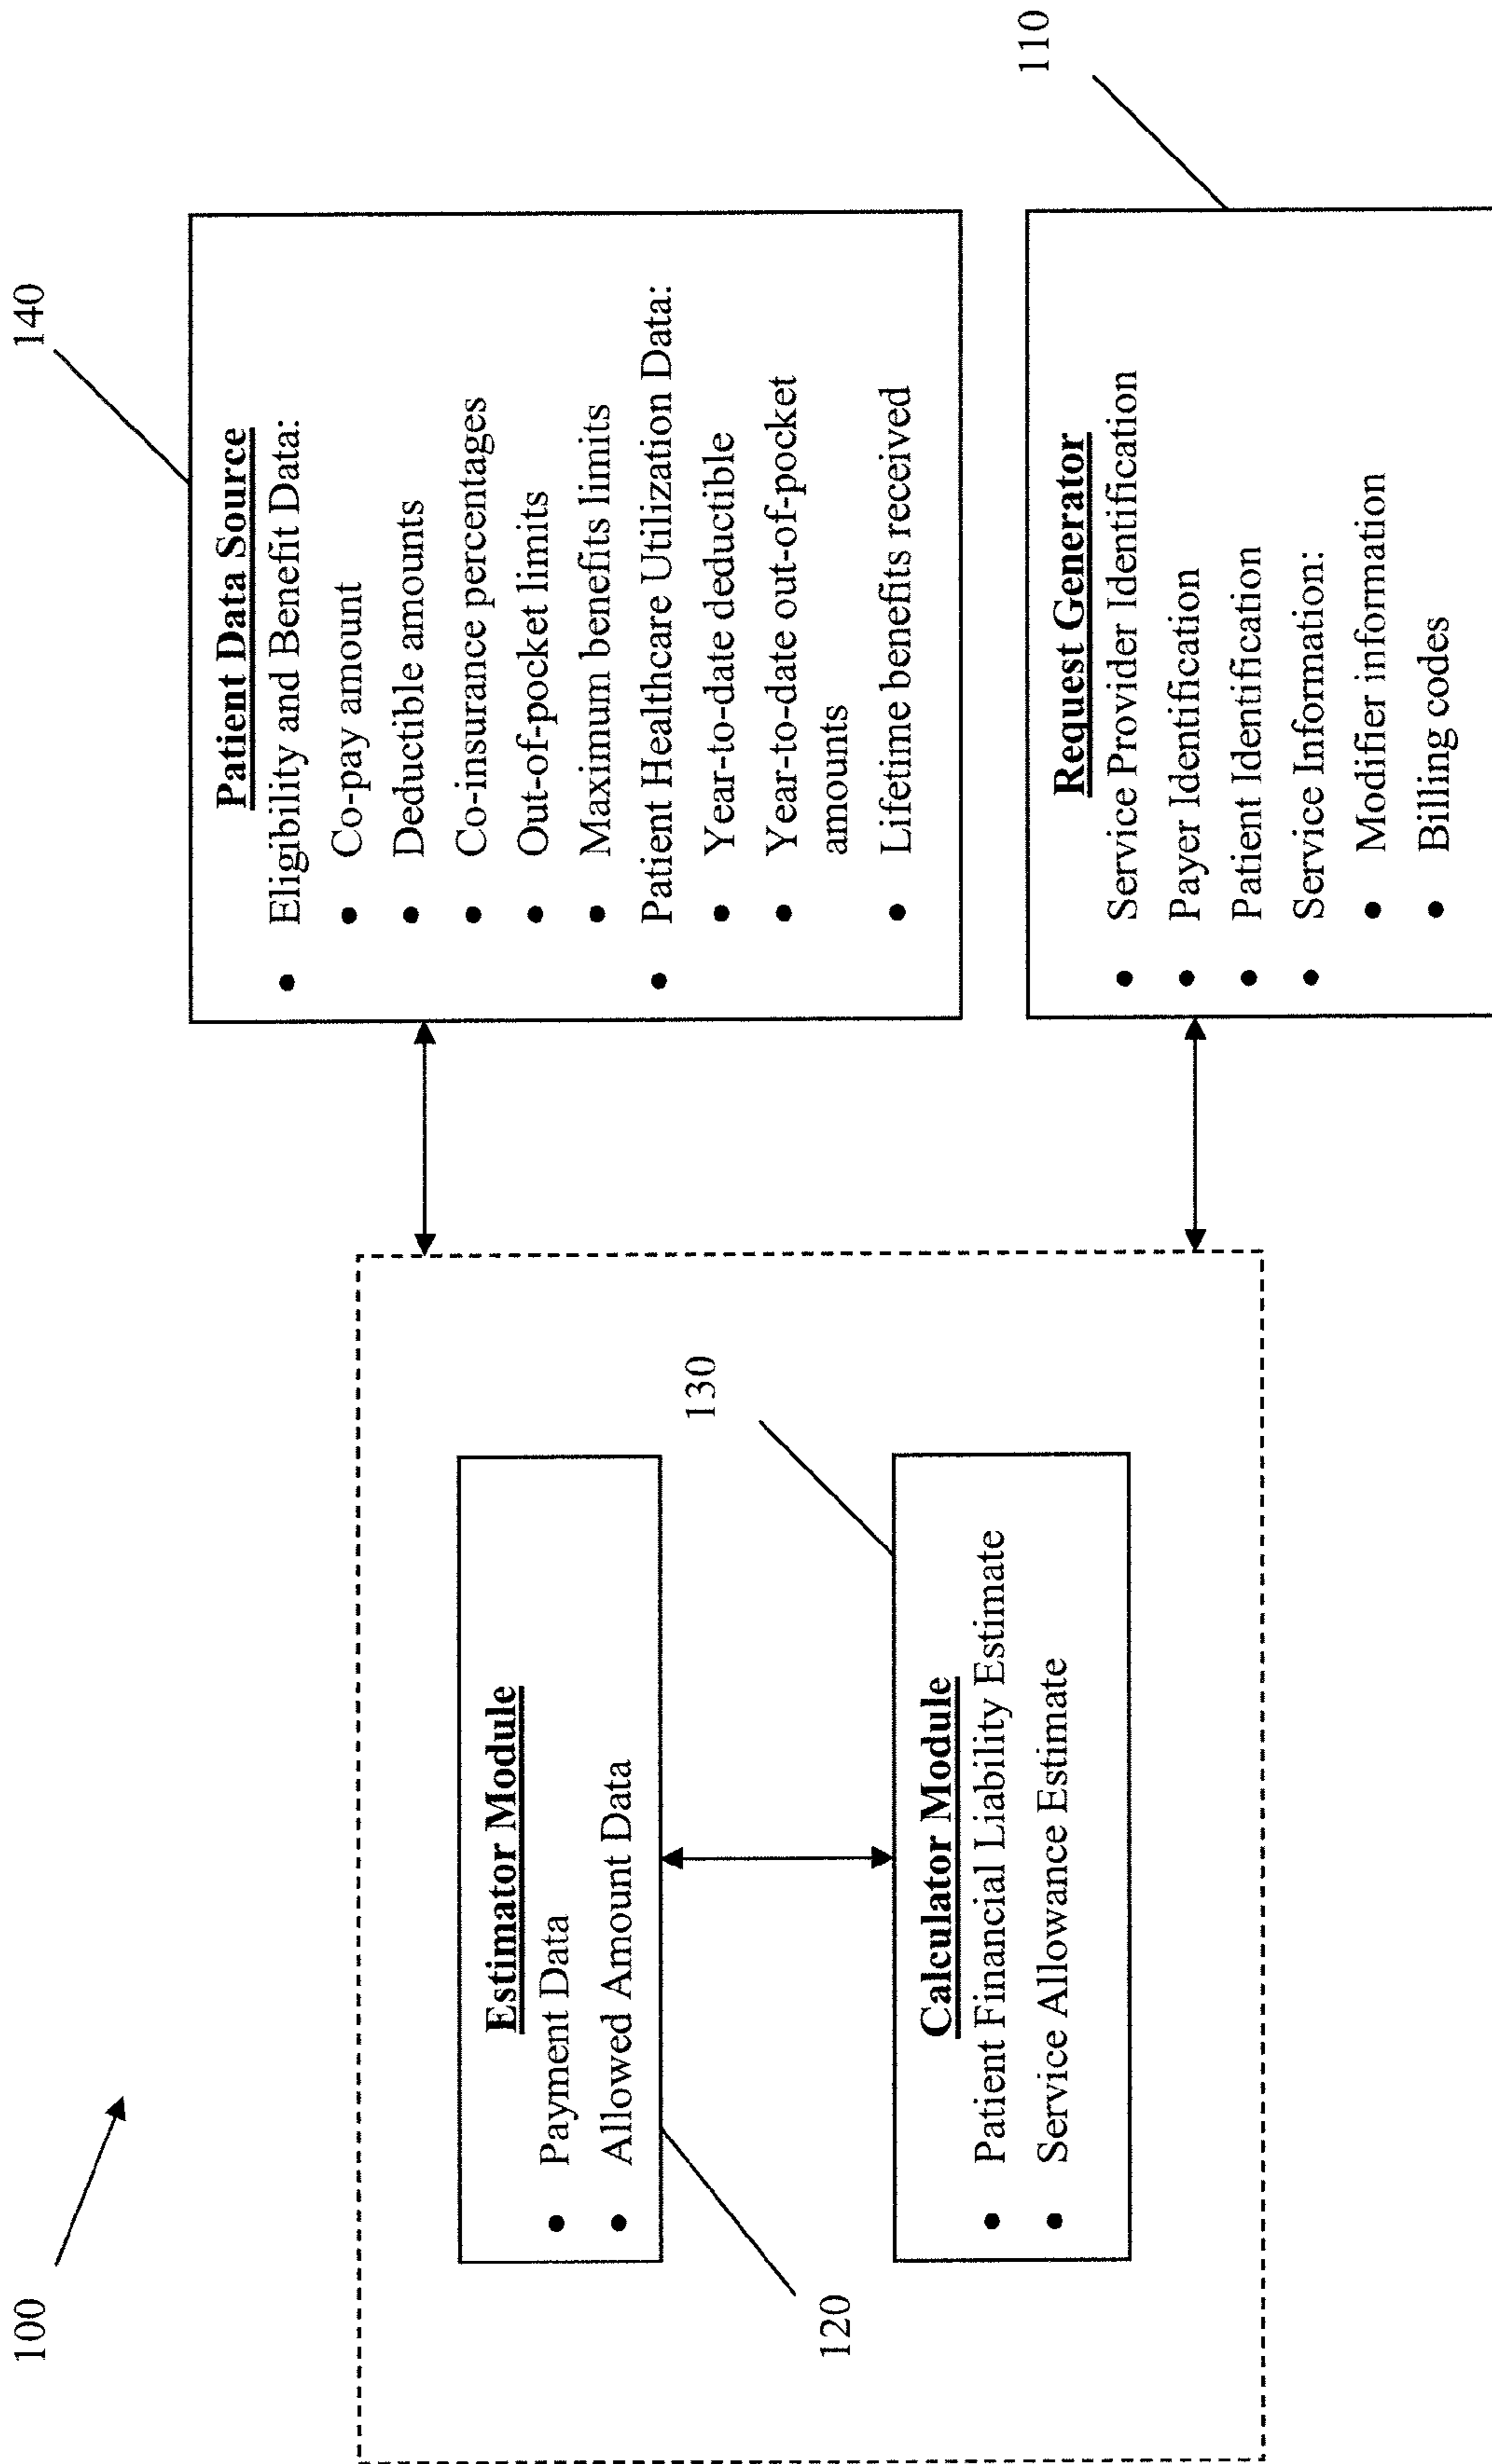 100
120
Estimator Module
• Payment Data
• Allowed Amount Data
130
Calculator Module
• Patient Financial Liability Estimate
• Service Allowance Estimate
140
Patient Data Source
• Eligibility and Benefit Data:
• Co-pay amount
• Deductible amounts
• Co-insurance percentages
• Out-of-pocket limits
• Maximum benefits limits
• Patient Healthcare Utilization Data:
• Year-to-date deductible
• Year-to-date out-of-pocket
amounts
• Lifetime benefits received
110
Request Generator
• Service Provider Identification
• Payer Identification
• Patient Identification
• Service Information:
• Modifier information
• Billing codes